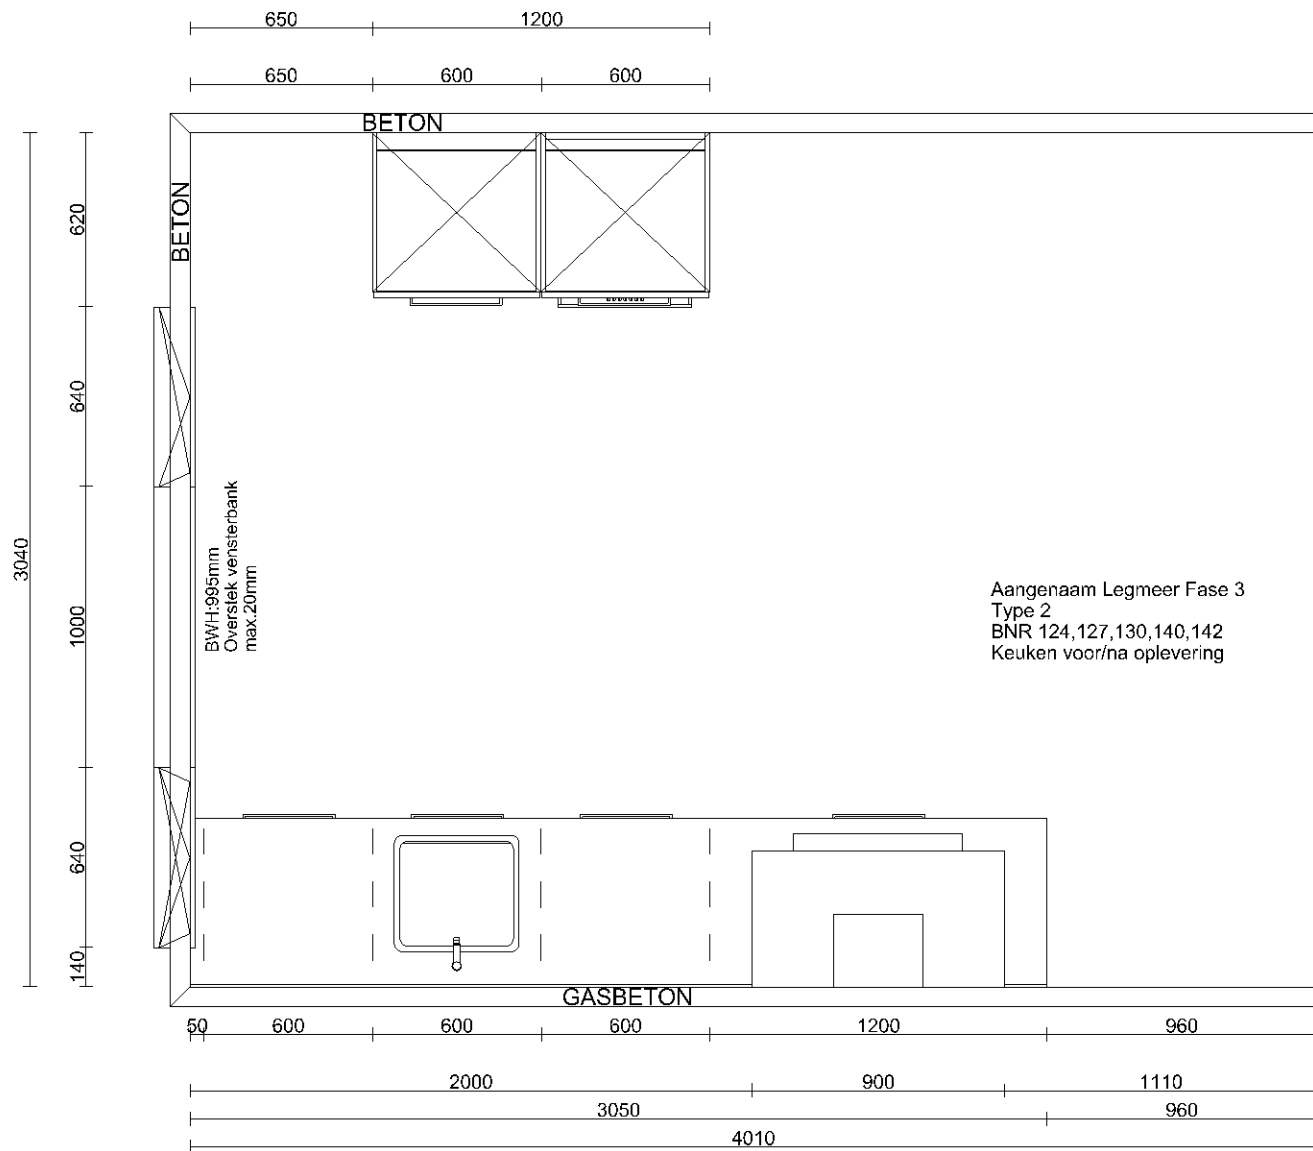 650
1200
650
600
600
BETON
BETON
620
640
3040
1000
640
140
BWH:995mm
Overstek vensterbank
max.20mm
Aangenaam Legmeer Fase 3
Type 2
BNR 124,127,130,140,142
Keuken voor/na oplevering
GASBETON
50
600
600
600
1200
960
2000
900
1110
3050
960
4010